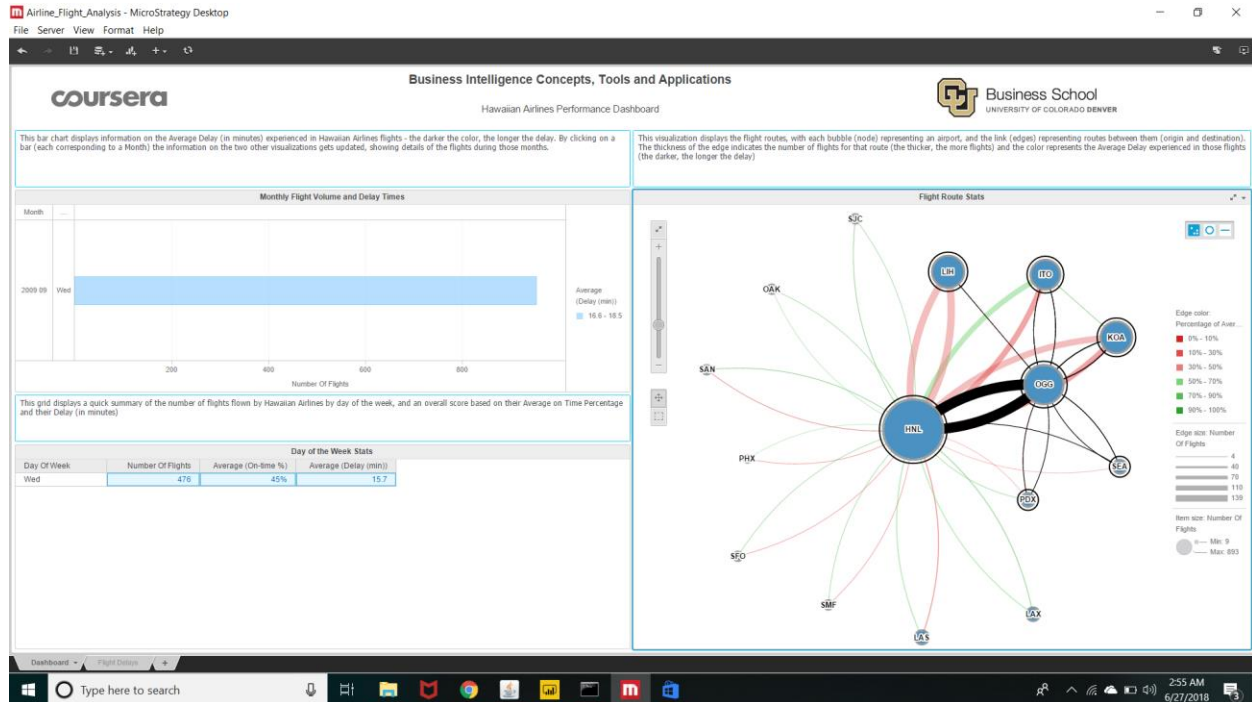 Airline_Flight_Analysis - MicroStrategy Desktop
File Server View Format Help
coursera
Business Intelligence Concepts, Tools and Applications
Hawaiian Airlines Performance Dashboard
CU
Business School
UNIVERSITY OF COLORADO DENVER
This bar chart displays information on the Average Delay (in minutes) experienced in Hawaiian Airlines flights - the darker the color, the longer the delay. By clicking on a
bar (each corresponding to a Month) the information on the two other visualizations gets updated, showing details of the flights during those months.
This visualization displays the flight routes, with each bubble (node) representing an airport, and the link (edges) representing routes between them (origin and destination).
The thickness of the edge indicates the number of flights for that route (the thicker, the more flights) and the color represents the Average Delay experienced in those flights
(the darker, the longer the delay)
Monthly Flight Volume and Delay Times
Month ...
2009 09 Wed
Average
(Delay (min))
16.6 - 18.5
200 400 600 800
Number Of Flights
This grid displays a quick summary of the number of flights flown by Hawaiian Airlines by day of the week, and an overall score based on their Average on Time Percentage
and their Delay (in minutes)
Day of the Week Stats
Day Of Week Number Of Flights Average (On-time %) Average (Delay (min))
Wed 476 45% 15.7
Flight Route Stats
SJC
LIH
ITO
OAK
KOA
SAN
OGG
HNL
PHX
SEA
PDX
SFO
SMF
LAX
LAS
Edge color:
Percentage of Aver...
0% - 10%
10% - 30%
30% - 50%
50% - 70%
70% - 90%
90% - 100%
Edge size: Number
Of Flights
4
40
70
110
139
Item size: Number Of
Flights
Min: 9
Max: 893
Dashboard Flight Delays +
Type here to search
2:55 AM
6/27/2018
3